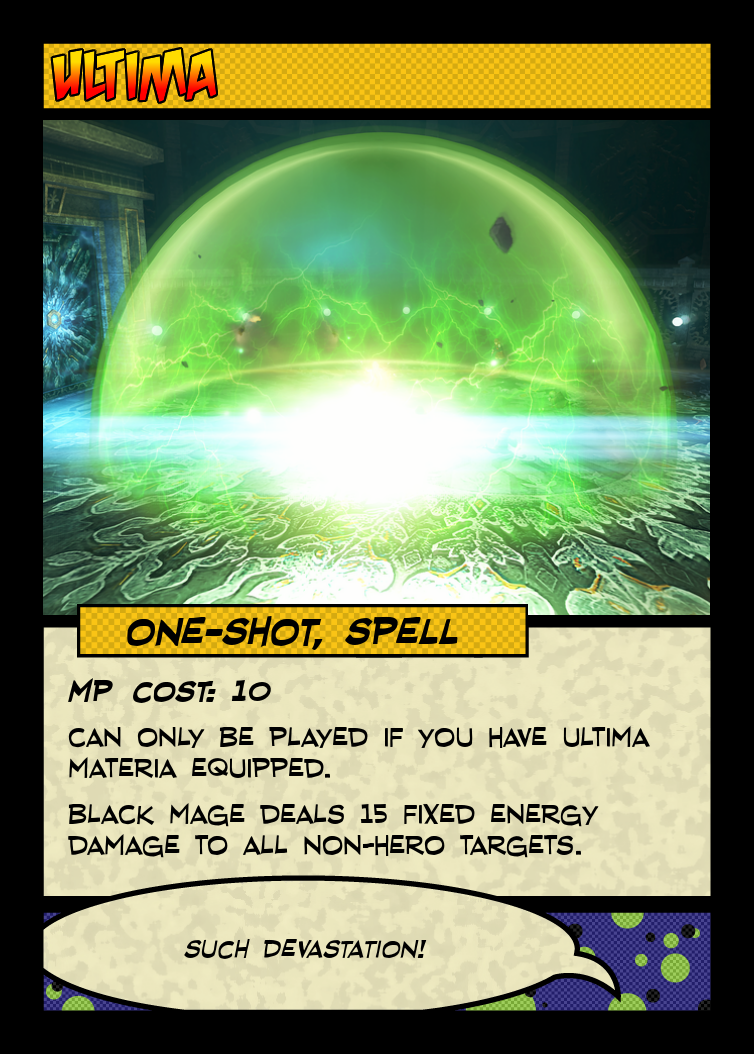 ULTIMA
ONE-SHOT, SPELL
MP COST: 10
CAN ONLY BE PLAYED IF YOU HAVE ULTIMA
MATERIA EQUIPPED.
BLACK MAGE DEALS 15 FIXED ENERGY
DAMAGE TO ALL NON-HERO TARGETS.
SUCH DEVASTATION!